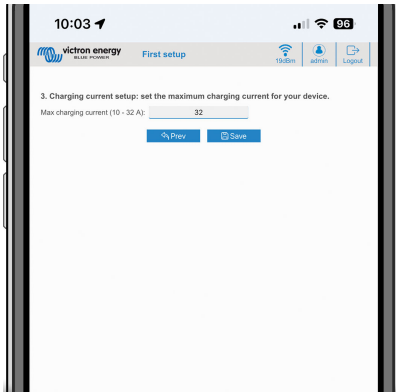 10:03
96
victron energy
BLUE POWER
First setup
19dBm
admin
Logout
3. Charging current setup: set the maximum charging current for your device.
Max charging current (10 - 32 A):
32
Prev
Save